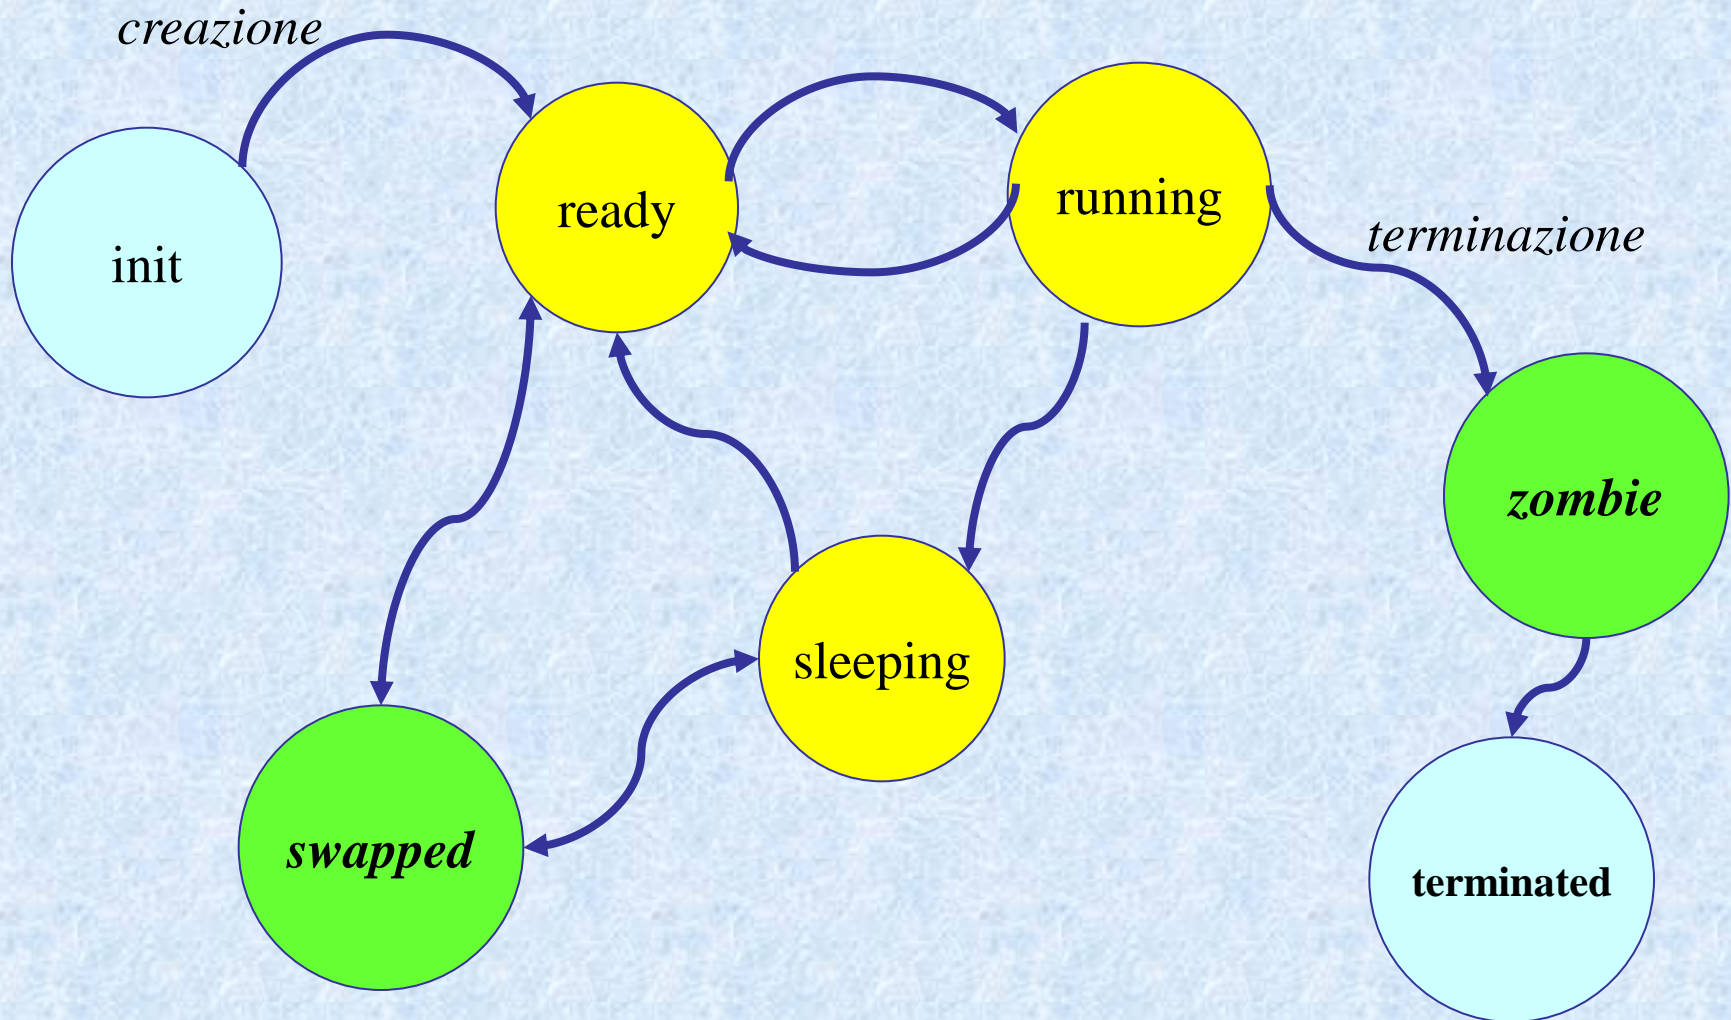 creazione
init
ready
running
terminazione
zombie
sleeping
swapped
terminated